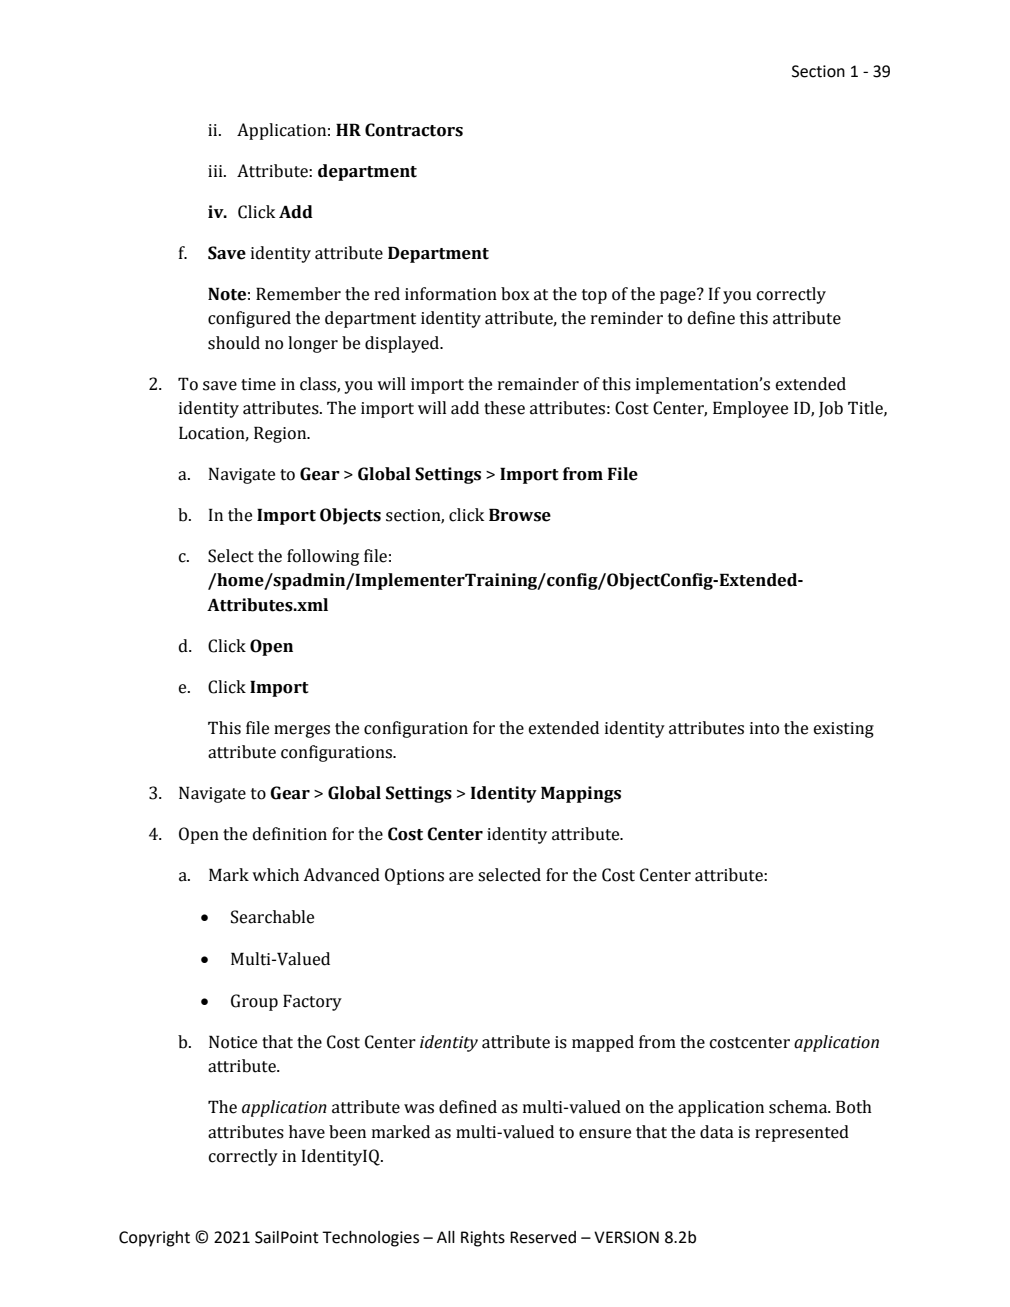 Section 1 - 39
ii. Application: HR Contractors
iii. Attribute: department
iv. Click Add
f. Save identity attribute Department
Note: Remember the red information box at the top of the page? If you correctly
configured the department identity attribute, the reminder to define this attribute
should no longer be displayed.
2. To save time in class, you will import the remainder of this implementation’s extended
identity attributes. The import will add these attributes: Cost Center, Employee ID, Job Title,
Location, Region.
a. Navigate to Gear > Global Settings > Import from File
b. In the Import Objects section, click Browse
c. Select the following file:
/home/spadmin/ImplementerTraining/config/ObjectConfig-Extended-
Attributes.xml
d. Click Open
e. Click Import
This file merges the configuration for the extended identity attributes into the existing
attribute configurations.
3. Navigate to Gear > Global Settings > Identity Mappings
4. Open the definition for the Cost Center identity attribute.
a. Mark which Advanced Options are selected for the Cost Center attribute:
• Searchable
• Multi-Valued
• Group Factory
b. Notice that the Cost Center identity attribute is mapped from the costcenter application
attribute.
The application attribute was defined as multi-valued on the application schema. Both
attributes have been marked as multi-valued to ensure that the data is represented
correctly in IdentityIQ.
Copyright © 2021 SailPoint Technologies – All Rights Reserved – VERSION 8.2b